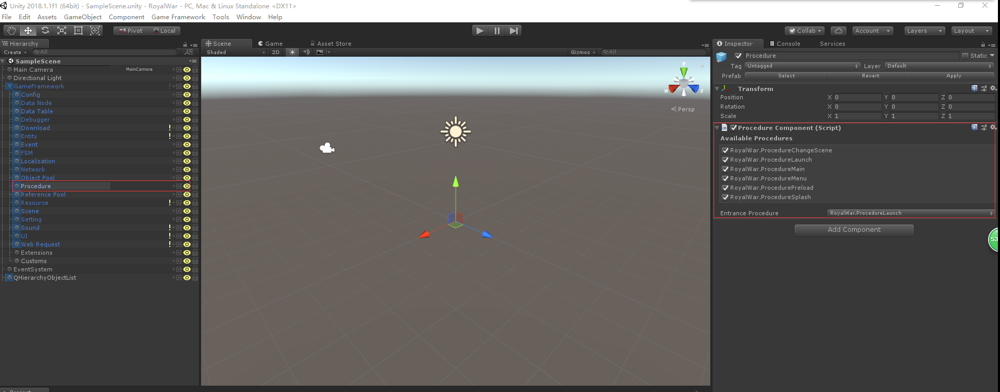 Unity 2018.1.1f1 (64bit) - SampleScene.unity - RoyalWar - PC, Mac & Linux Standalone <DX11>
File Edit Assets GameObject Component Game Framework Tools Window Help
Pivot Local Collab Account Layers Layout
Hierarchy
Create All
SampleScene
Main Camera MainCamera
Directional Light
GameFramework
Config
Data Node
Data Table
Debugger
Download
Entity
Event
FSM
Localization
Network
Object Pool
Procedure
Reference Pool
Resource
Scene
Setting
Sound
UI
Web Request
Extensions
Customs
EventSystem
QHierarchyObjectList
Scene Game Asset Store
Shaded 2D Gizmos All
y
x z
Persp
Inspector Console Services
Procedure Static
Tag Untagged Layer Default
Prefab Select Revert Apply
Transform
Position X 0 Y 0 Z 0
Rotation X 0 Y 0 Z 0
Scale X 1 Y 1 Z 1
Procedure Component (Script)
Available Procedures
RoyalWar.ProcedureChangeScene
RoyalWar.ProcedureLaunch
RoyalWar.ProcedureMain
RoyalWar.ProcedureMenu
RoyalWar.ProcedurePreload
RoyalWar.ProcedureSplash
Entrance Procedure RoyalWar.ProcedureLaunch
Add Component
53
Project